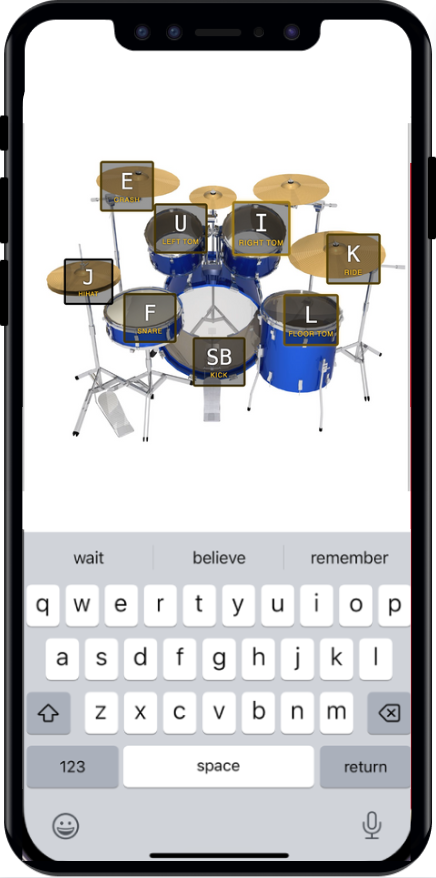 E
CRASH
U
LEFT TOM
I
RIGHT TOM
K
RIDE
J
HIHAT
F
SNARE
L
FLOOR TOM
SB
KICK
wait believe remember
q w e r t y u i o p
a s d f g h j k l
z x c v b n m
123 space return